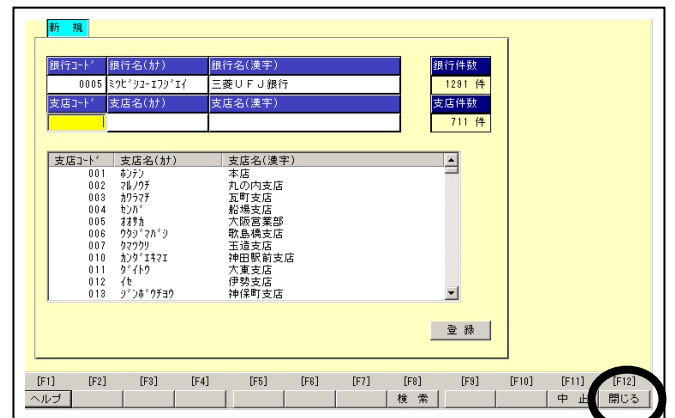 新 規
銀行コード 銀行名(カナ) 銀行名(漢字) 銀行件数
0005 ミツビシユーエフジエイ 三菱UFJ銀行 1291 件
支店コード 支店名(カナ) 支店名(漢字) 支店件数
711 件
支店コード 支店名(カナ) 支店名(漢字)
001 ホンテン 本店
002 マルノウチ 丸の内支店
003 カワラマチ 瓦町支店
004 センバ 船場支店
005 オオサカ 大阪営業部
006 ウタジマバシ 歌島橋支店
007 タマツクリ 玉造支店
010 カンダエキマエ 神田駅前支店
011 ダイトウ 大東支店
012 イセ 伊勢支店
013 ジンボウチヨウ 神保町支店
登 録
[F1] [F2] [F3] [F4] [F5] [F6] [F7] [F8] [F9] [F10] [F11] [F12]
ヘルプ 検 索 中 止 閉じる